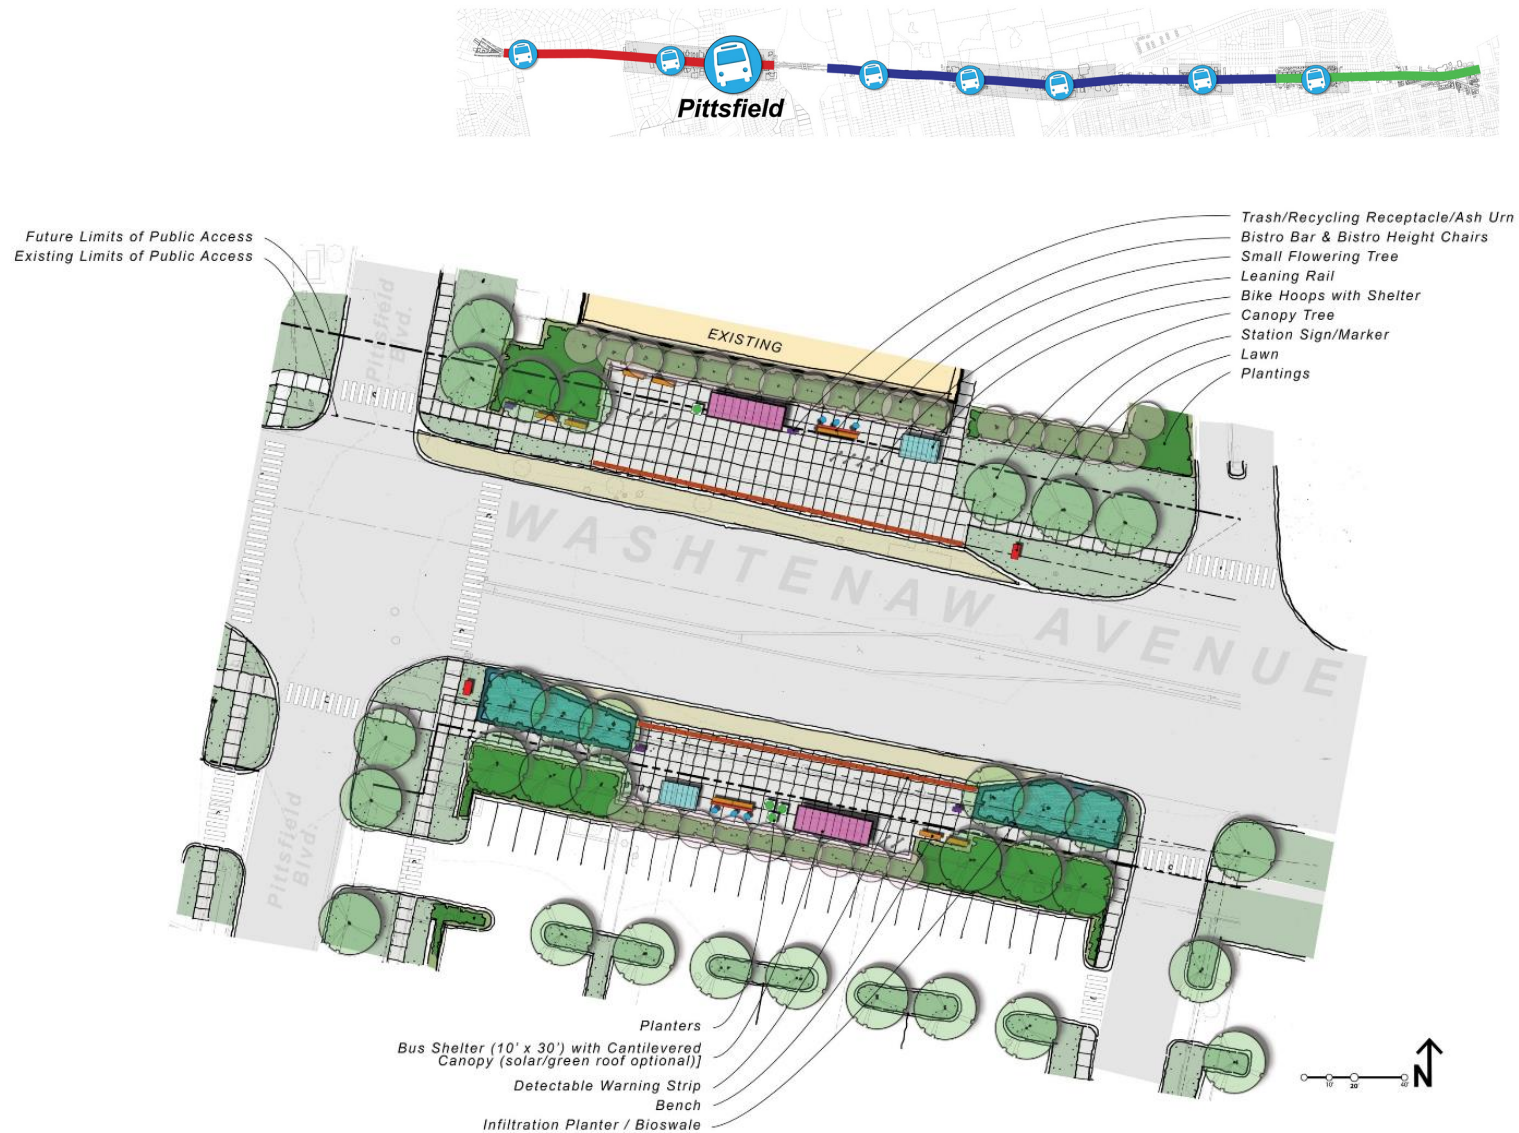 Pittsfield
Future Limits of Public Access
Existing Limits of Public Access
Trash/Recycling Receptacle/Ash Urn
Bistro Bar & Bistro Height Chairs
Small Flowering Tree
Leaning Rail
Bike Hoops with Shelter
Canopy Tree
Station Sign/Marker
Lawn
Plantings
Pittsfield
Blvd.
EXISTING
WASHTENAW AVENUE
Pittsfield
Blvd.
Planters
Bus Shelter (10' x 30') with Cantilevered
Canopy (solar/green roof optional)]
Detectable Warning Strip
Bench
Infiltration Planter / Bioswale
10' 20' 40'
N